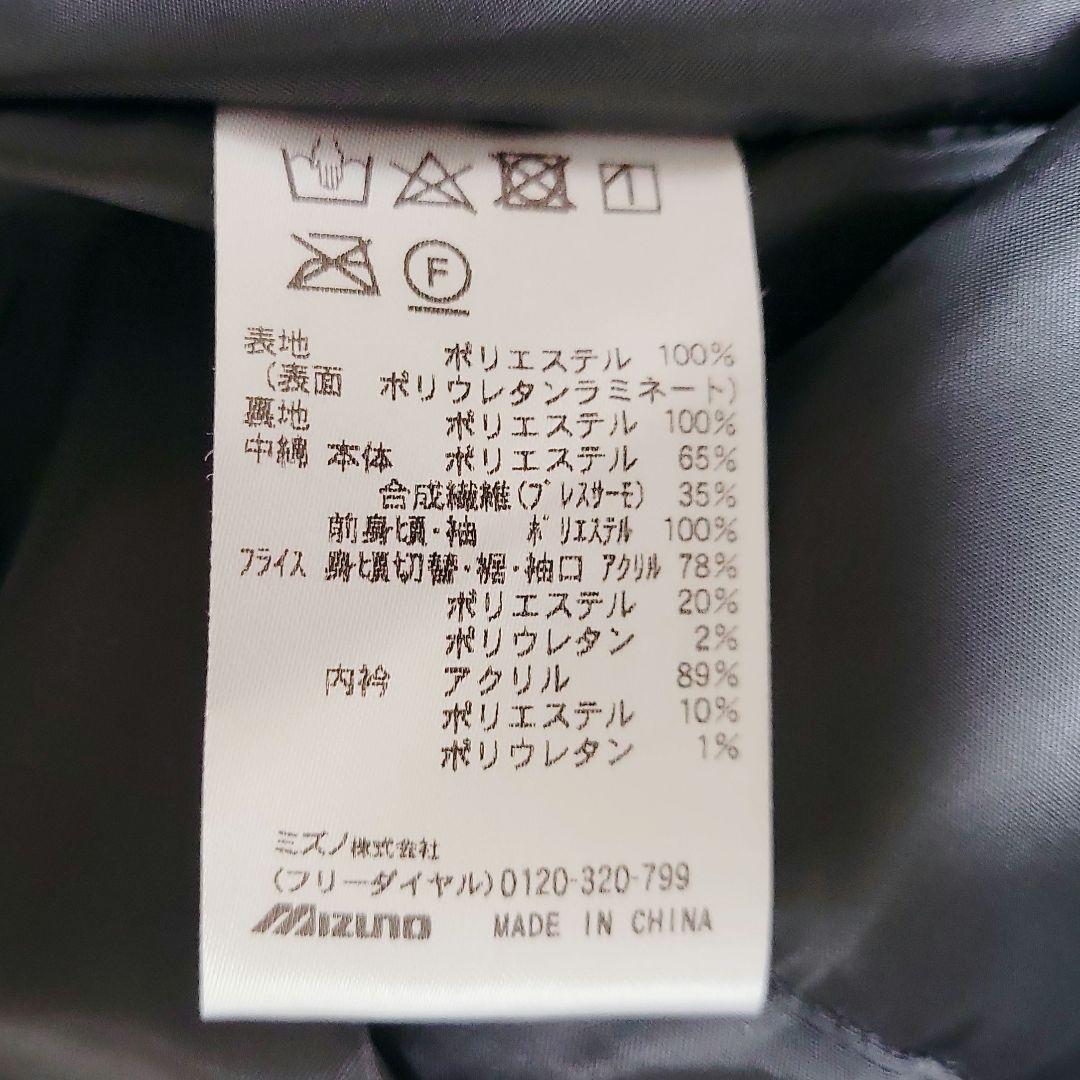 F
表地 ポリエステル 100%
(表面 ポリウレタンラミネート)
裏地 ポリエステル 100%
中綿 本体 ポリエステル 65%
合成繊維(ブレスサーモ) 35%
前身頃・袖 ポリエステル 100%
フライス 身頃切替・裾・袖口 アクリル 78%
ポリエステル 20%
ポリウレタン 2%
内衿 アクリル 89%
ポリエステル 10%
ポリウレタン 1%
ミズノ株式会社
(フリーダイヤル)0120-320-799
Mizuno MADE IN CHINA